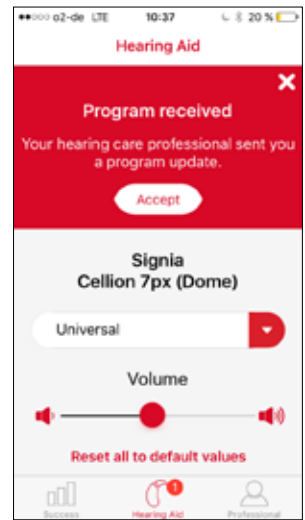 o2-de LTE 10:37 20 %
Hearing Aid
Program received
Your hearing care professional sent you
a program update.
Accept
Signia
Cellion 7px (Dome)
Universal
Volume
Reset all to default values
1
Success Hearing Aid Professional